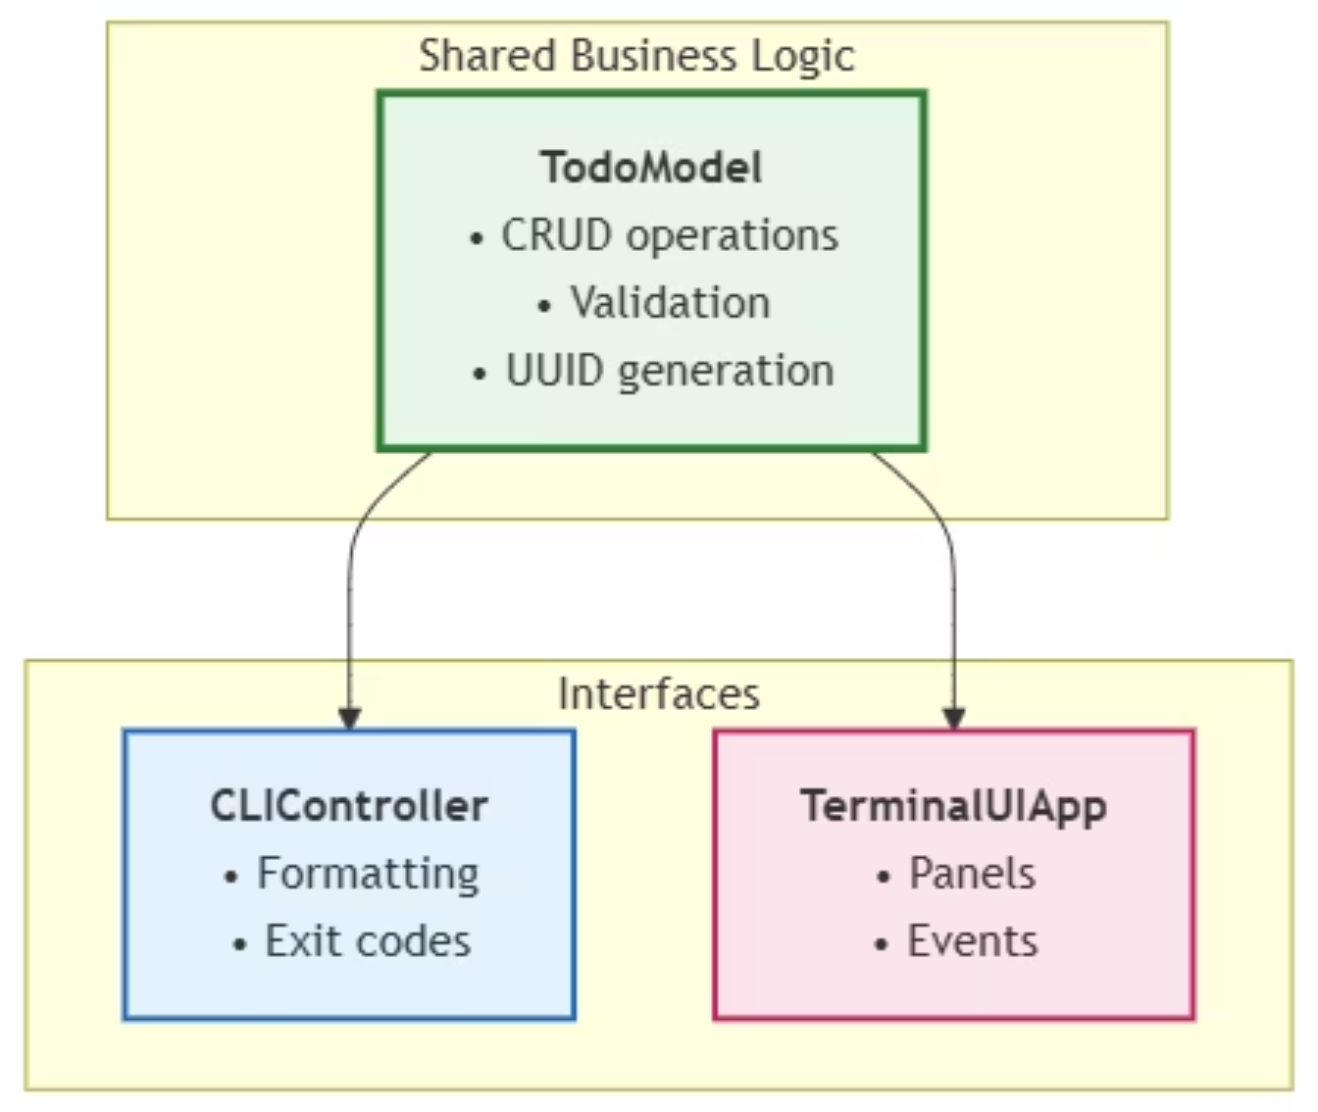 Shared Business Logic
TodoModel
• CRUD operations
• Validation
• UUID generation
Interfaces
CLIController
• Formatting
• Exit codes
TerminalUIApp
• Panels
• Events